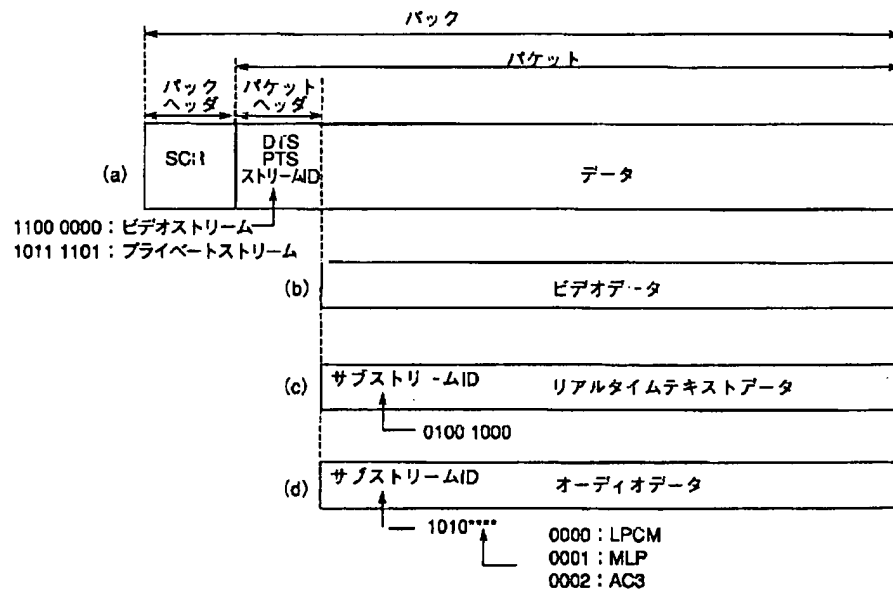 パック
パケット
パック
ヘッダ
パケット
ヘッダ
(a)
SCR
DTS
PTS
ストリームID
データ
1100 0000：ビデオストリーム
1011 1101：プライベートストリーム
(b)
ビデオデータ
(c)
サブストリームID
リアルタイムテキストデータ
0100 1000
(d)
サブストリームID
オーディオデータ
1010****
0000：LPCM
0001：MLP
0002：AC3